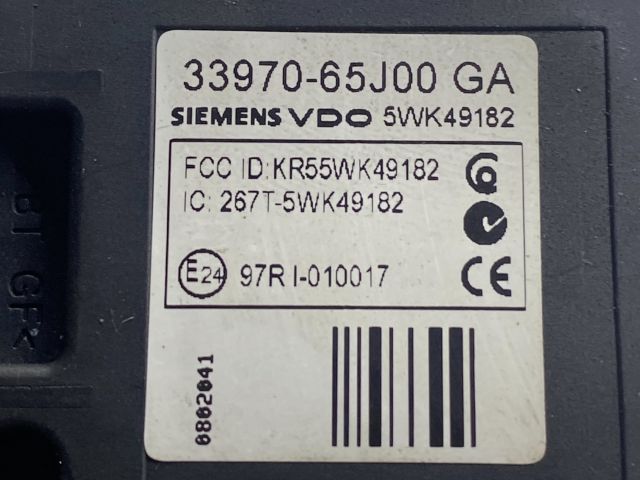 33970-65J00 GA
SIEMENS VDO 5WK49182
FCC ID:KR55WK49182
IC: 267T-5WK49182
E24 97R I-010017
CE
0802041